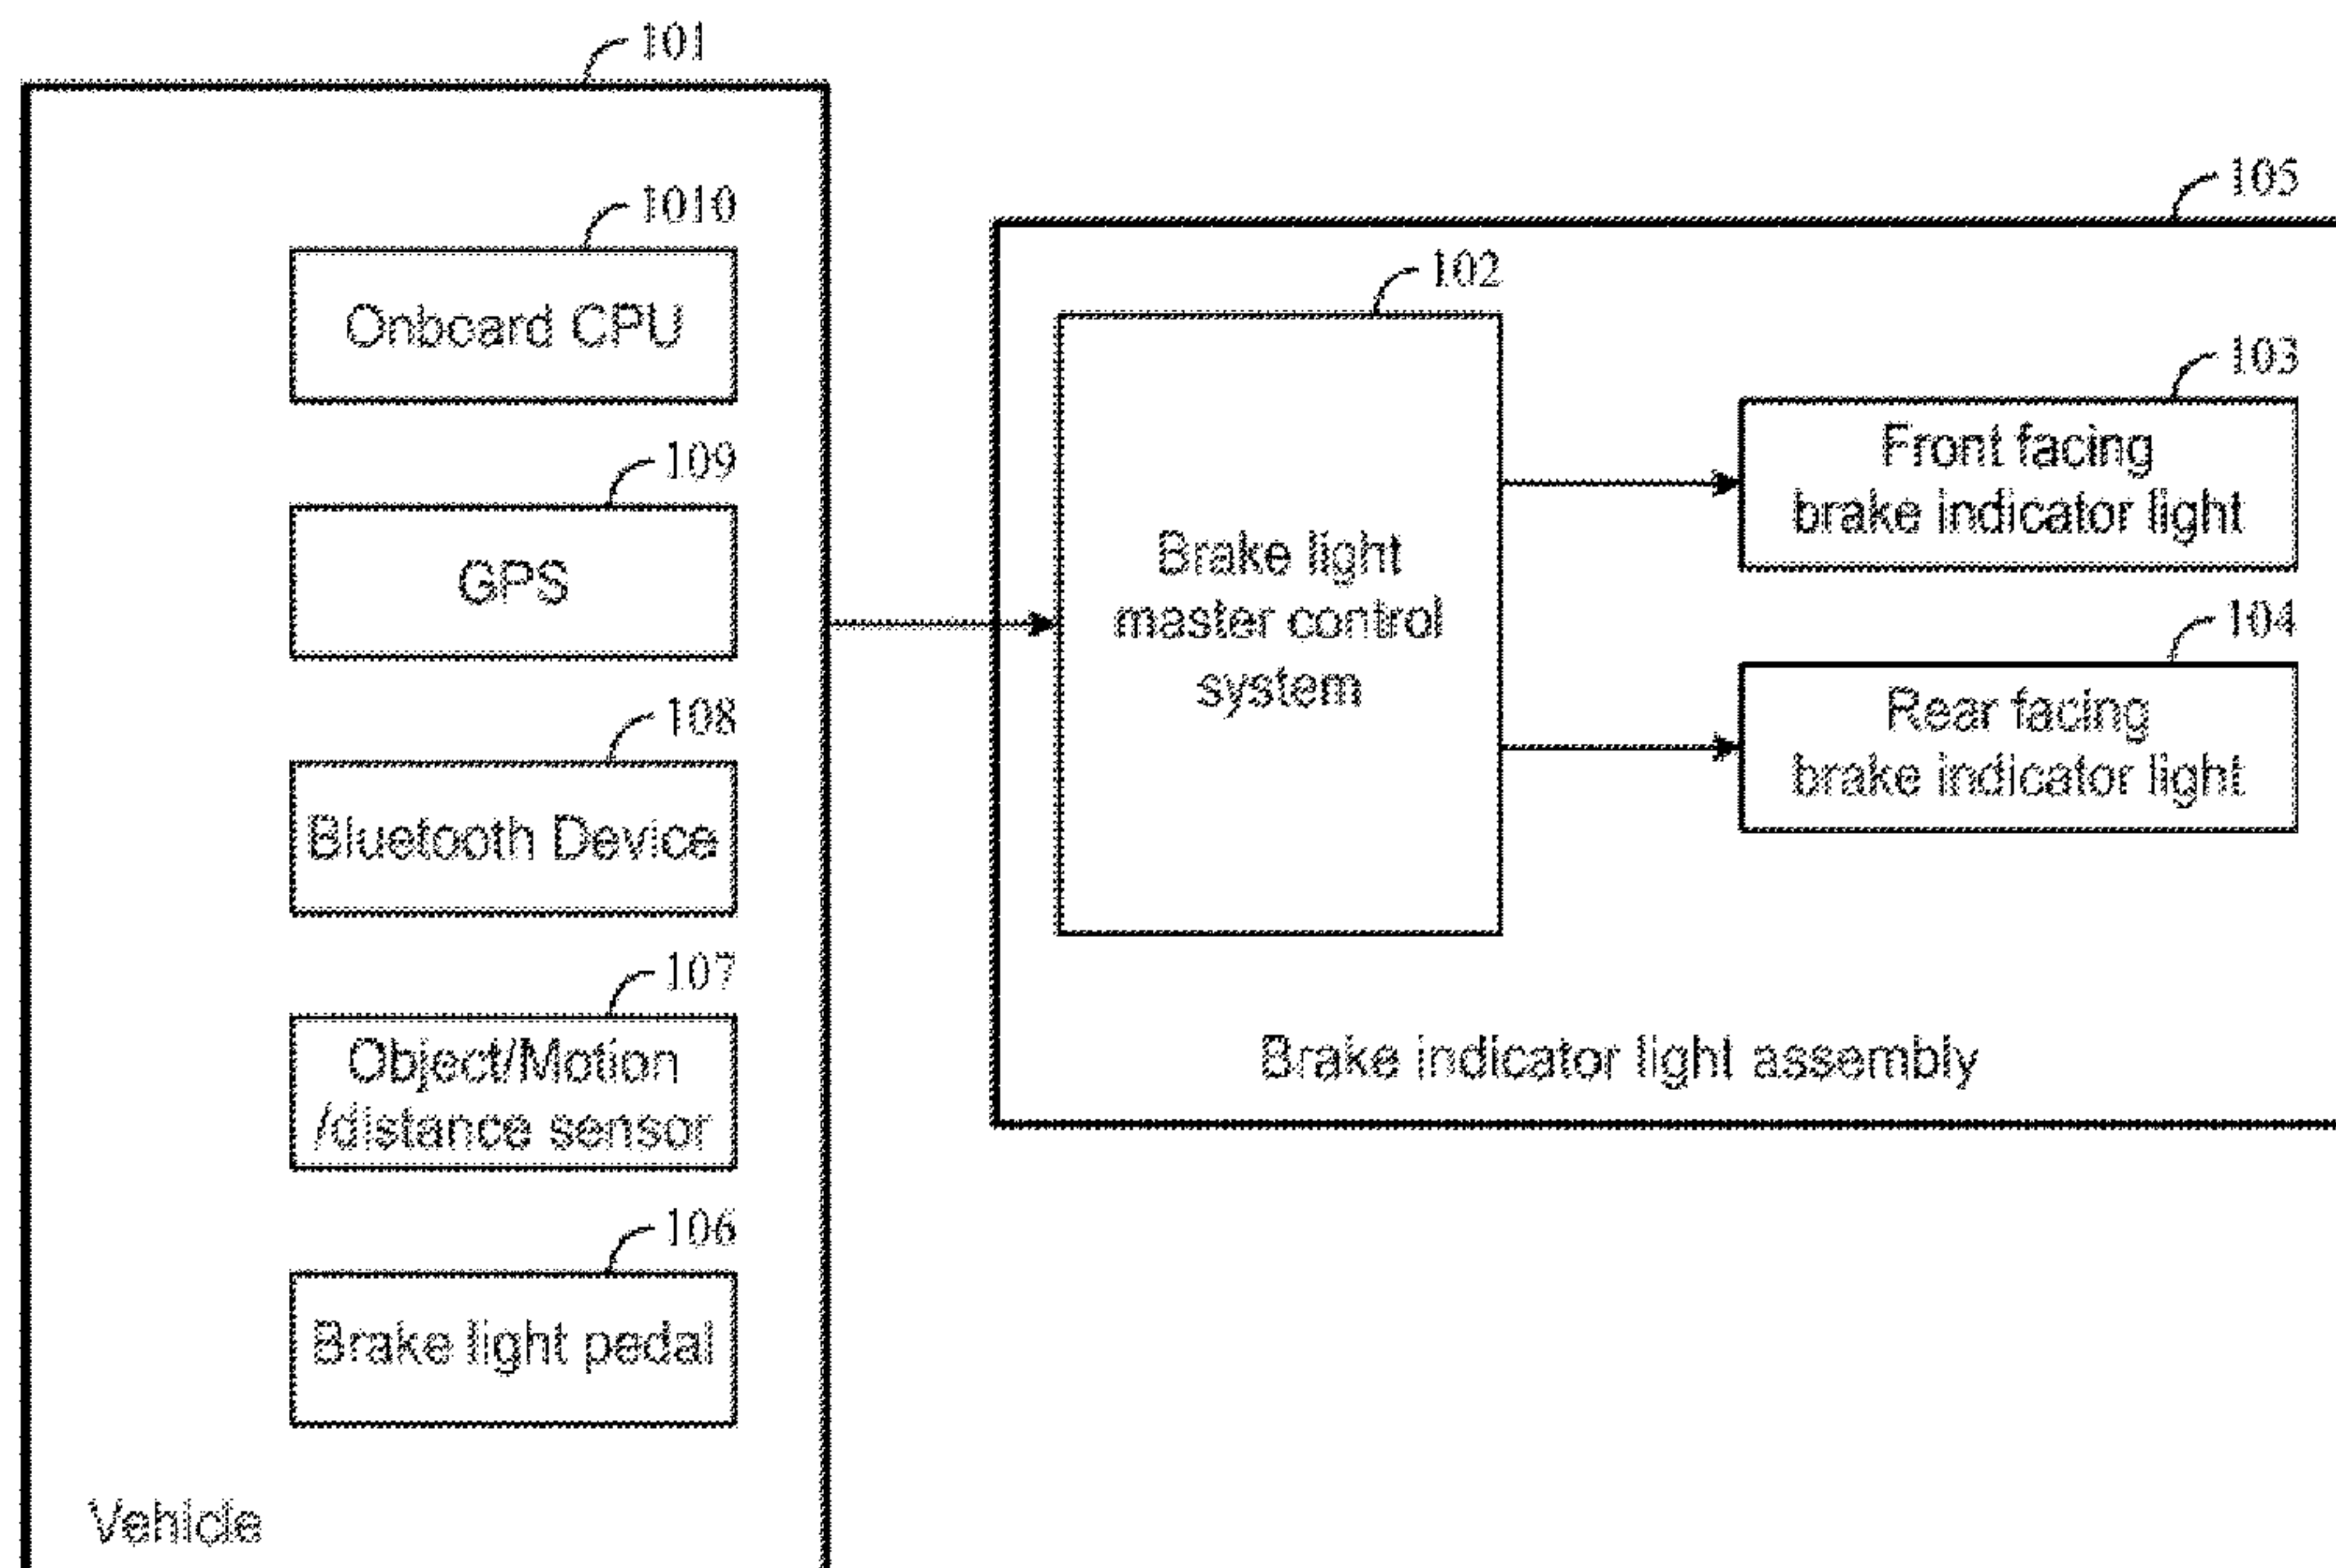 101
1010
Onboard CPU
109
GPS
108
Bluetooth Device
107
Object/Motion
/distance sensor
106
Brake light pedal
Vehicle
105
102
Brake light
master control
system
103
Front facing
brake indicator light
104
Rear facing
brake indicator light
Brake indicator light assembly